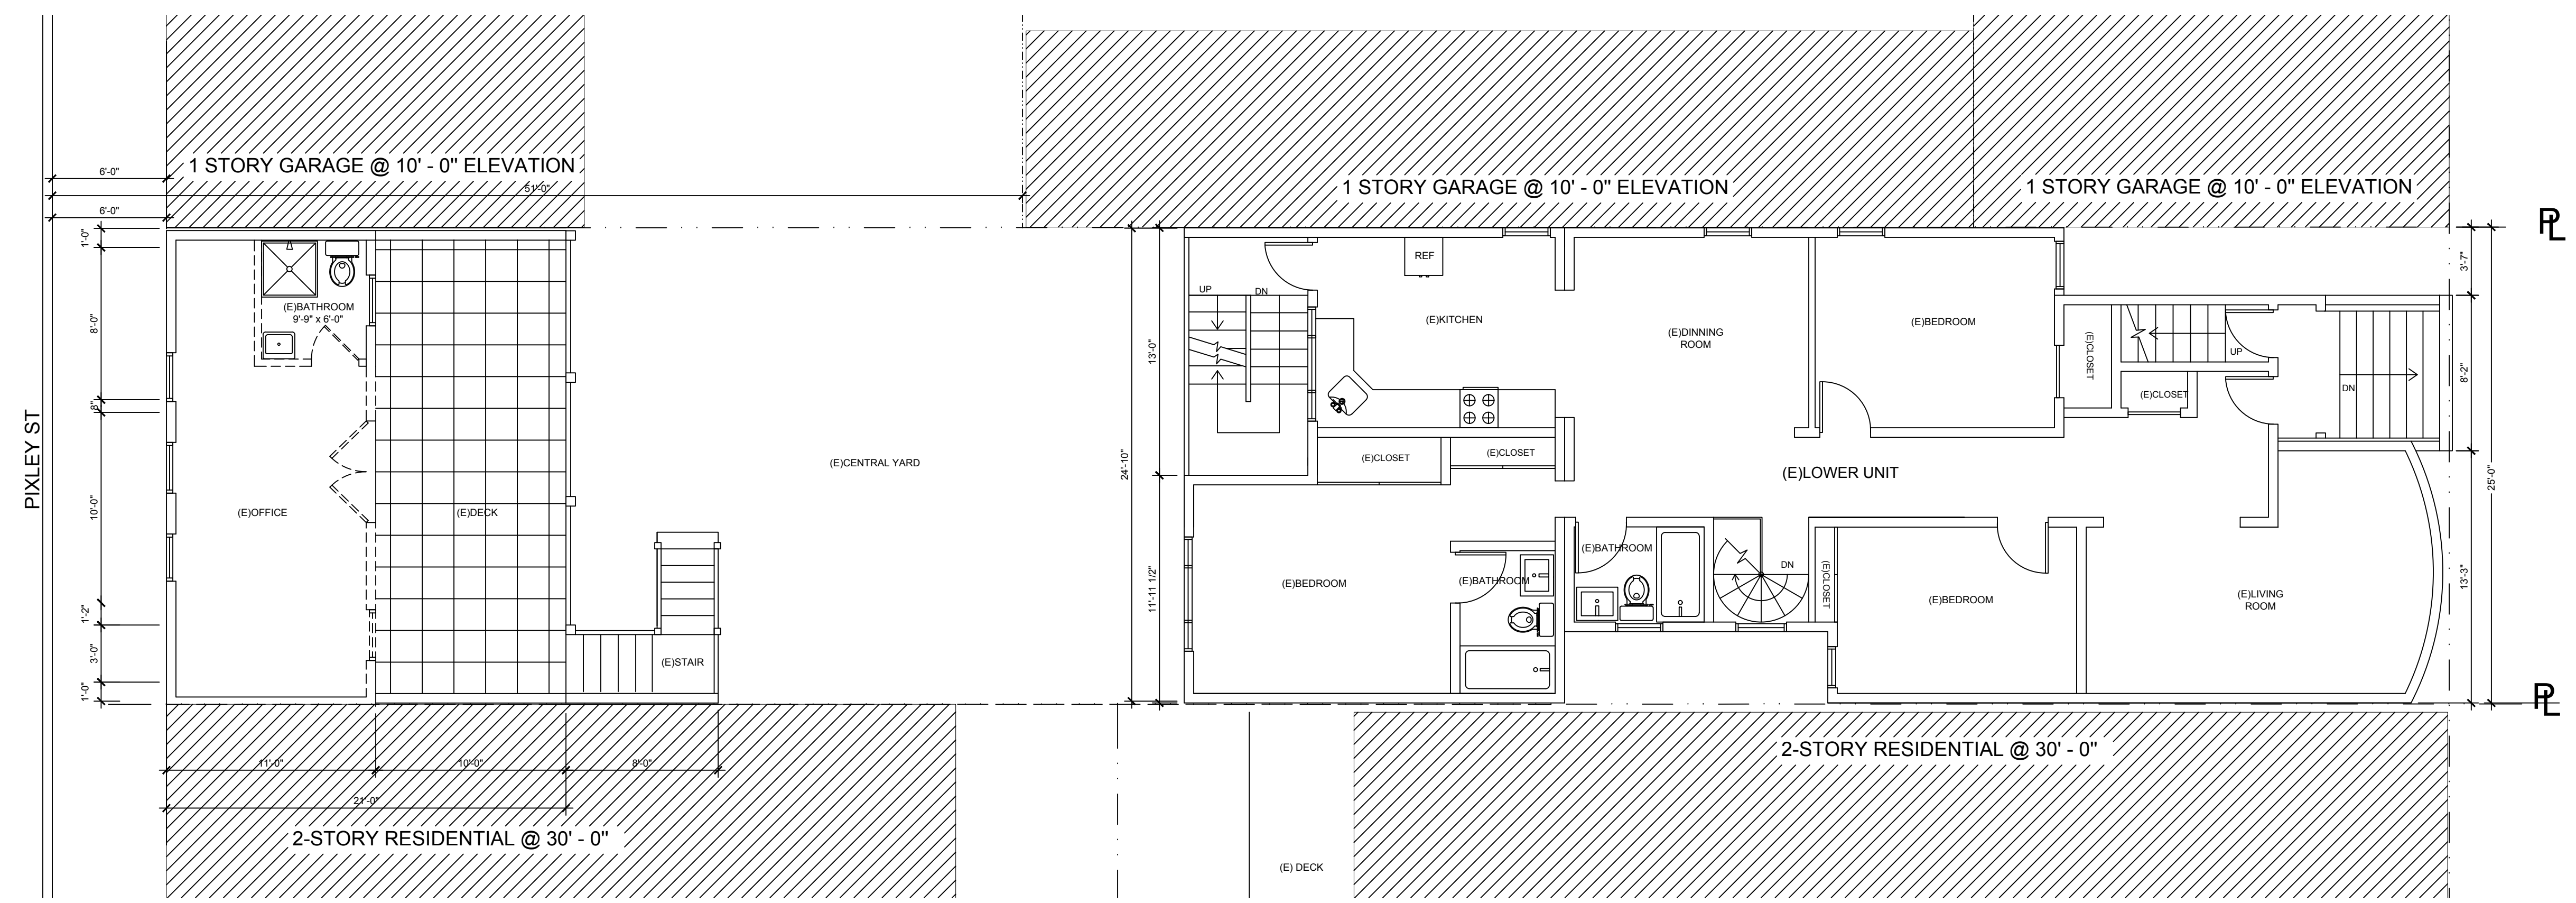 1 STORY GARAGE @ 10' - 0" ELEVATION
1 STORY GARAGE @ 10' - 0" ELEVATION
1 STORY GARAGE @ 10' - 0" ELEVATION
6'-0"
51'-0"
6'-0"
PL
1'-0"
8'-0"
8"
10'-0"
1'-2"
3'-0"
1'-0"
PIXLEY ST
(E)BATHROOM
9'-9" x 6'-0"
(E)OFFICE
(E)DECK
(E)STAIR
(E)CENTRAL YARD
24'-10"
13'-0"
11'-11 1/2"
UP
DN
REF
(E)KITCHEN
(E)DINNING
ROOM
(E)BEDROOM
(E)CLOSET
(E)CLOSET
UP
DN
3'-7"
8'-2"
13'-3"
25'-0"
(E)CLOSET
(E)CLOSET
(E)LOWER UNIT
(E)BEDROOM
(E)BATHROOM
(E)BATHROOM
DN
(E)CLOSET
(E)BEDROOM
(E)LIVING
ROOM
PL
11'-0"
10'-0"
8'-0"
21'-0"
2-STORY RESIDENTIAL @ 30' - 0"
(E) DECK
2-STORY RESIDENTIAL @ 30' - 0"